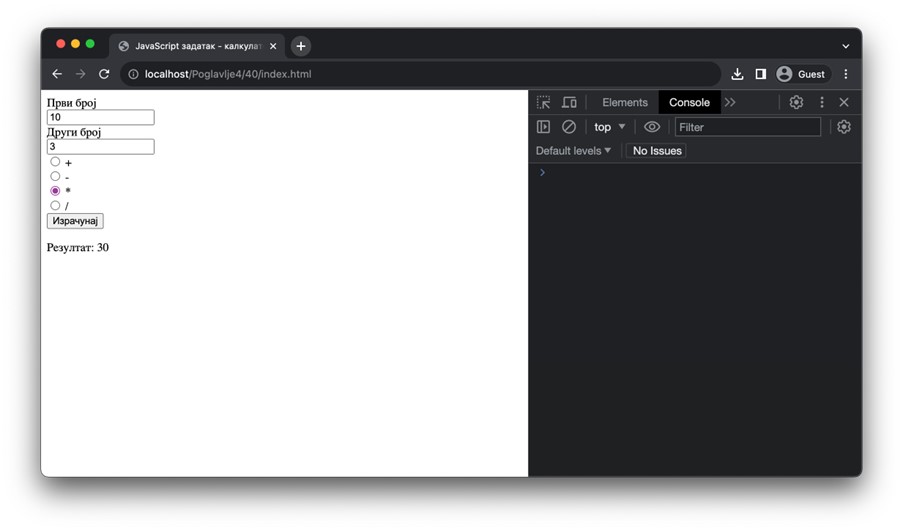 JavaScript задатак - калкулат
localhost/Poglavlje4/40/index.html
Guest
Први број
10
Други број
3
+
-
*
/
Израчунај
Резултат: 30
Elements
Console
top
Filter
Default levels
No Issues